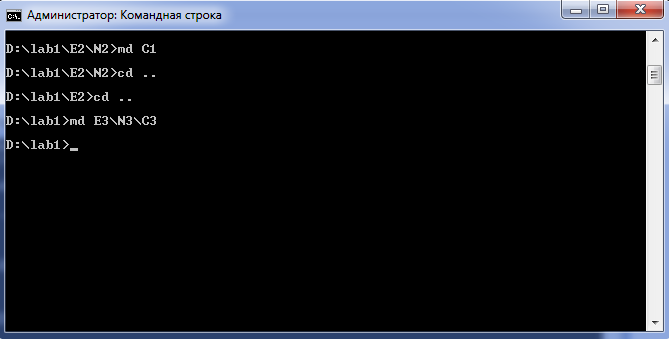 Администратор: Командная строка
D:\lab1\E2\N2>md C1
D:\lab1\E2\N2>cd ..
D:\lab1\E2>cd ..
D:\lab1>md E3\N3\C3
D:\lab1>_